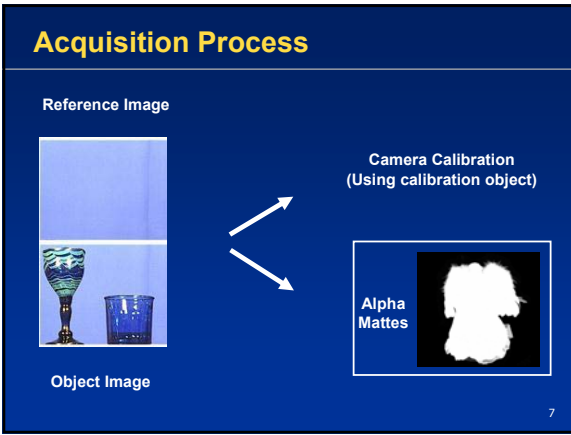 Acquisition Process
Reference Image
Camera Calibration
(Using calibration object)
Alpha
Mattes
Object Image
7